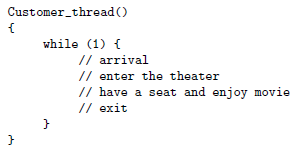 Customer_thread()
{
     while (1) {
          // arrival
          // enter the theater
          // have a seat and enjoy movie
          // exit
     }
}